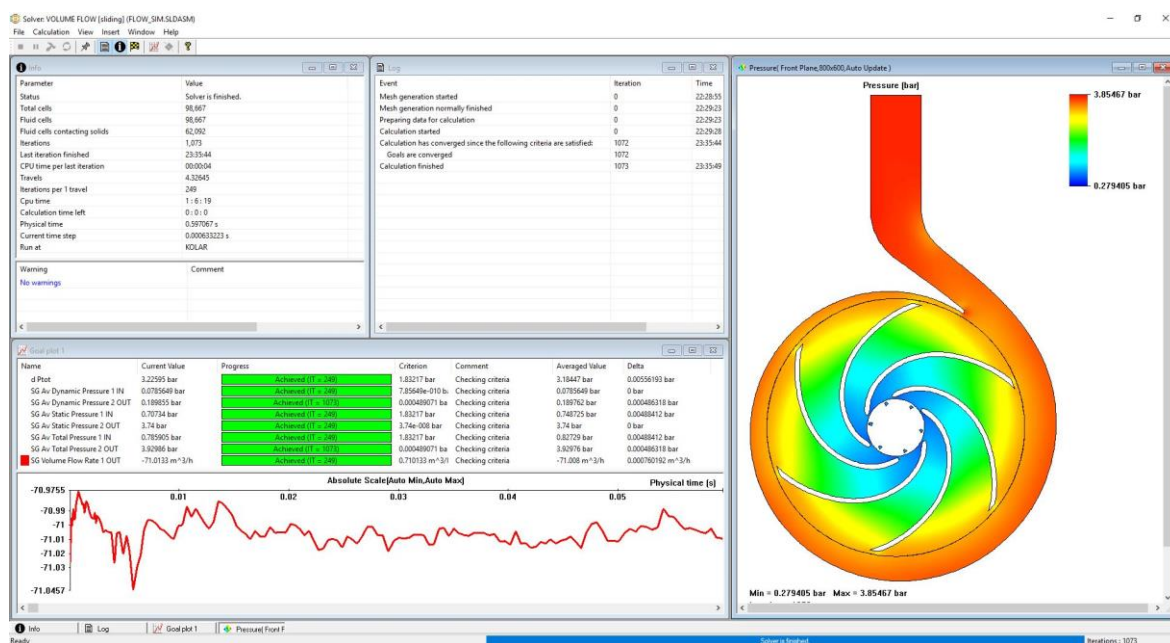 Solver: VOLUME FLOW [sliding] (FLOW_SIM.SLDASM)
File Calculation View Insert Window Help
Info
Parameter Value
Status Solver is finished.
Total cells 98,667
Fluid cells 98,667
Fluid cells contacting solids 62,092
Iterations 1,073
Last iteration finished 23:35:44
CPU time per last iteration 00:00:04
Travels 4.32645
Iterations per 1 travel 249
Cpu time 1 : 6 : 19
Calculation time left 0 : 0 : 0
Physical time 0.597067 s
Current time step 0.000633223 s
Run at KOLAR
Warning Comment
No warnings
Log
Event Iteration Time
Mesh generation started 0 22:28:55
Mesh generation normally finished 0 22:29:23
Preparing data for calculation 0 22:29:23
Calculation started 0 22:29:28
Calculation has converged since the following criteria are satisfied: 1072 23:35:44
Goals are converged 1072
Calculation finished 1073 23:35:49
Goal plot 1
Name Current Value Progress Criterion Comment Averaged Value Delta
d Ptot 3.22595 bar Achieved (IT = 249) 1.83217 bar Checking criteria 3.18447 bar 0.00556193 bar
SG Av Dynamic Pressure 1 IN 0.0785649 bar Achieved (IT = 249) 7.85649e-010 b Checking criteria 0.0785649 bar 0 bar
SG Av Dynamic Pressure 2 OUT 0.189855 bar Achieved (IT = 1073) 0.000489071 ba Checking criteria 0.189762 bar 0.000486318 bar
SG Av Static Pressure 1 IN 0.70734 bar Achieved (IT = 249) 1.83217 bar Checking criteria 0.748725 bar 0.00488412 bar
SG Av Static Pressure 2 OUT 3.74 bar Achieved (IT = 249) 3.74e-008 bar Checking criteria 3.74 bar 0 bar
SG Av Total Pressure 1 IN 0.785905 bar Achieved (IT = 249) 1.83217 bar Checking criteria 0.82729 bar 0.00488412 bar
SG Av Total Pressure 2 OUT 3.92986 bar Achieved (IT = 1073) 0.000489071 ba Checking criteria 3.92976 bar 0.000486318 bar
SG Volume Flow Rate 1 OUT -71.0133 m^3/h Achieved (IT = 249) 0.710133 m^3/l Checking criteria -71.008 m^3/h 0.000760192 m^3/h
Absolute Scale(Auto Min,Auto Max)
Physical time [s]
0.01 0.02 0.03 0.04 0.05
-70.9755
-70.99
-71
-71.01
-71.02
-71.03
-71.0457
Pressure( Front Plane,800x600,Auto Update )
Pressure [bar]
3.85467 bar
0.279405 bar
Min = 0.279405 bar Max = 3.85467 bar
Info Log Goal plot 1 Pressure( Front F
Ready Solver is finished. Iterations : 1073